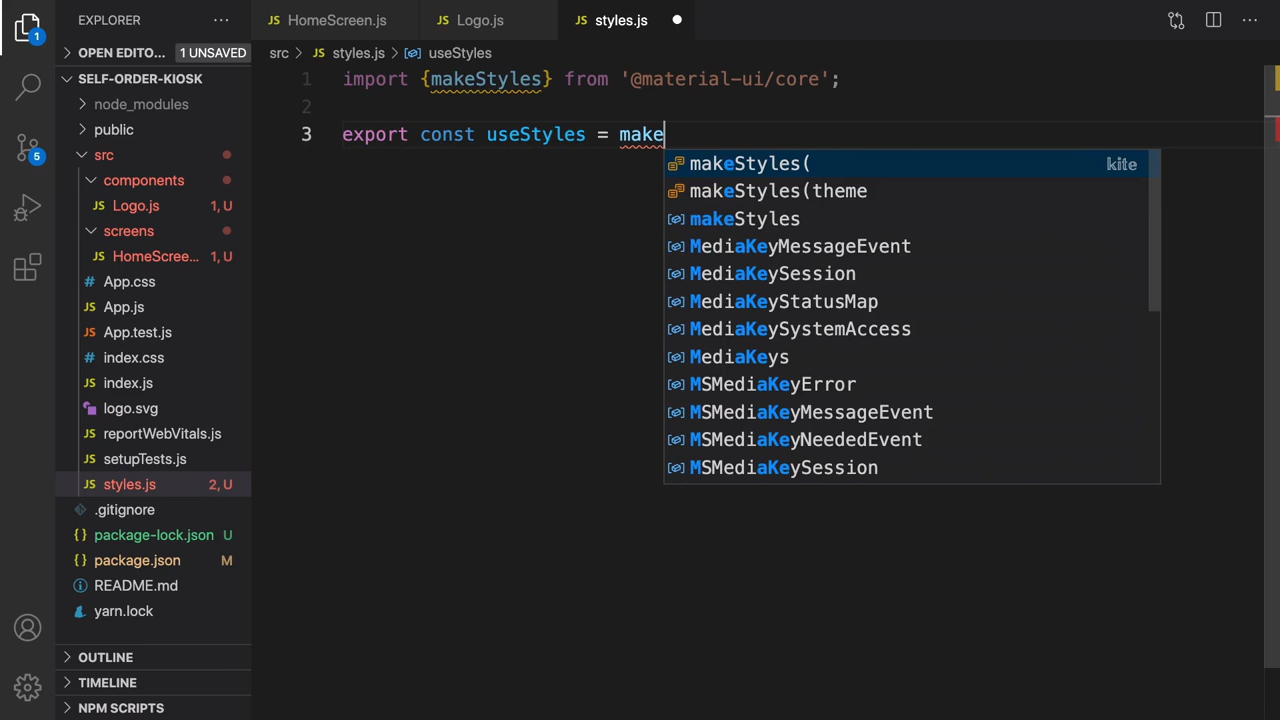 EXPLORER
HomeScreen.js
Logo.js
styles.js
1
OPEN EDITO... 1 UNSAVED
src > styles.js > useStyles
SELF-ORDER-KIOSK
node_modules
public
src
components
Logo.js 1, U
screens
HomeScree... 1, U
App.css
App.js
App.test.js
index.css
index.js
logo.svg
reportWebVitals.js
setupTests.js
styles.js 2, U
.gitignore
package-lock.json U
package.json M
README.md
yarn.lock
OUTLINE
TIMELINE
NPM SCRIPTS
5
1 import {makeStyles} from '@material-ui/core';
2
3 export const useStyles = make
makeStyles( kite
makeStyles(theme
makeStyles
MediaKeyMessageEvent
MediaKeySession
MediaKeyStatusMap
MediaKeySystemAccess
MediaKeys
MSMediaKeyError
MSMediaKeyMessageEvent
MSMediaKeyNeededEvent
MSMediaKeySession